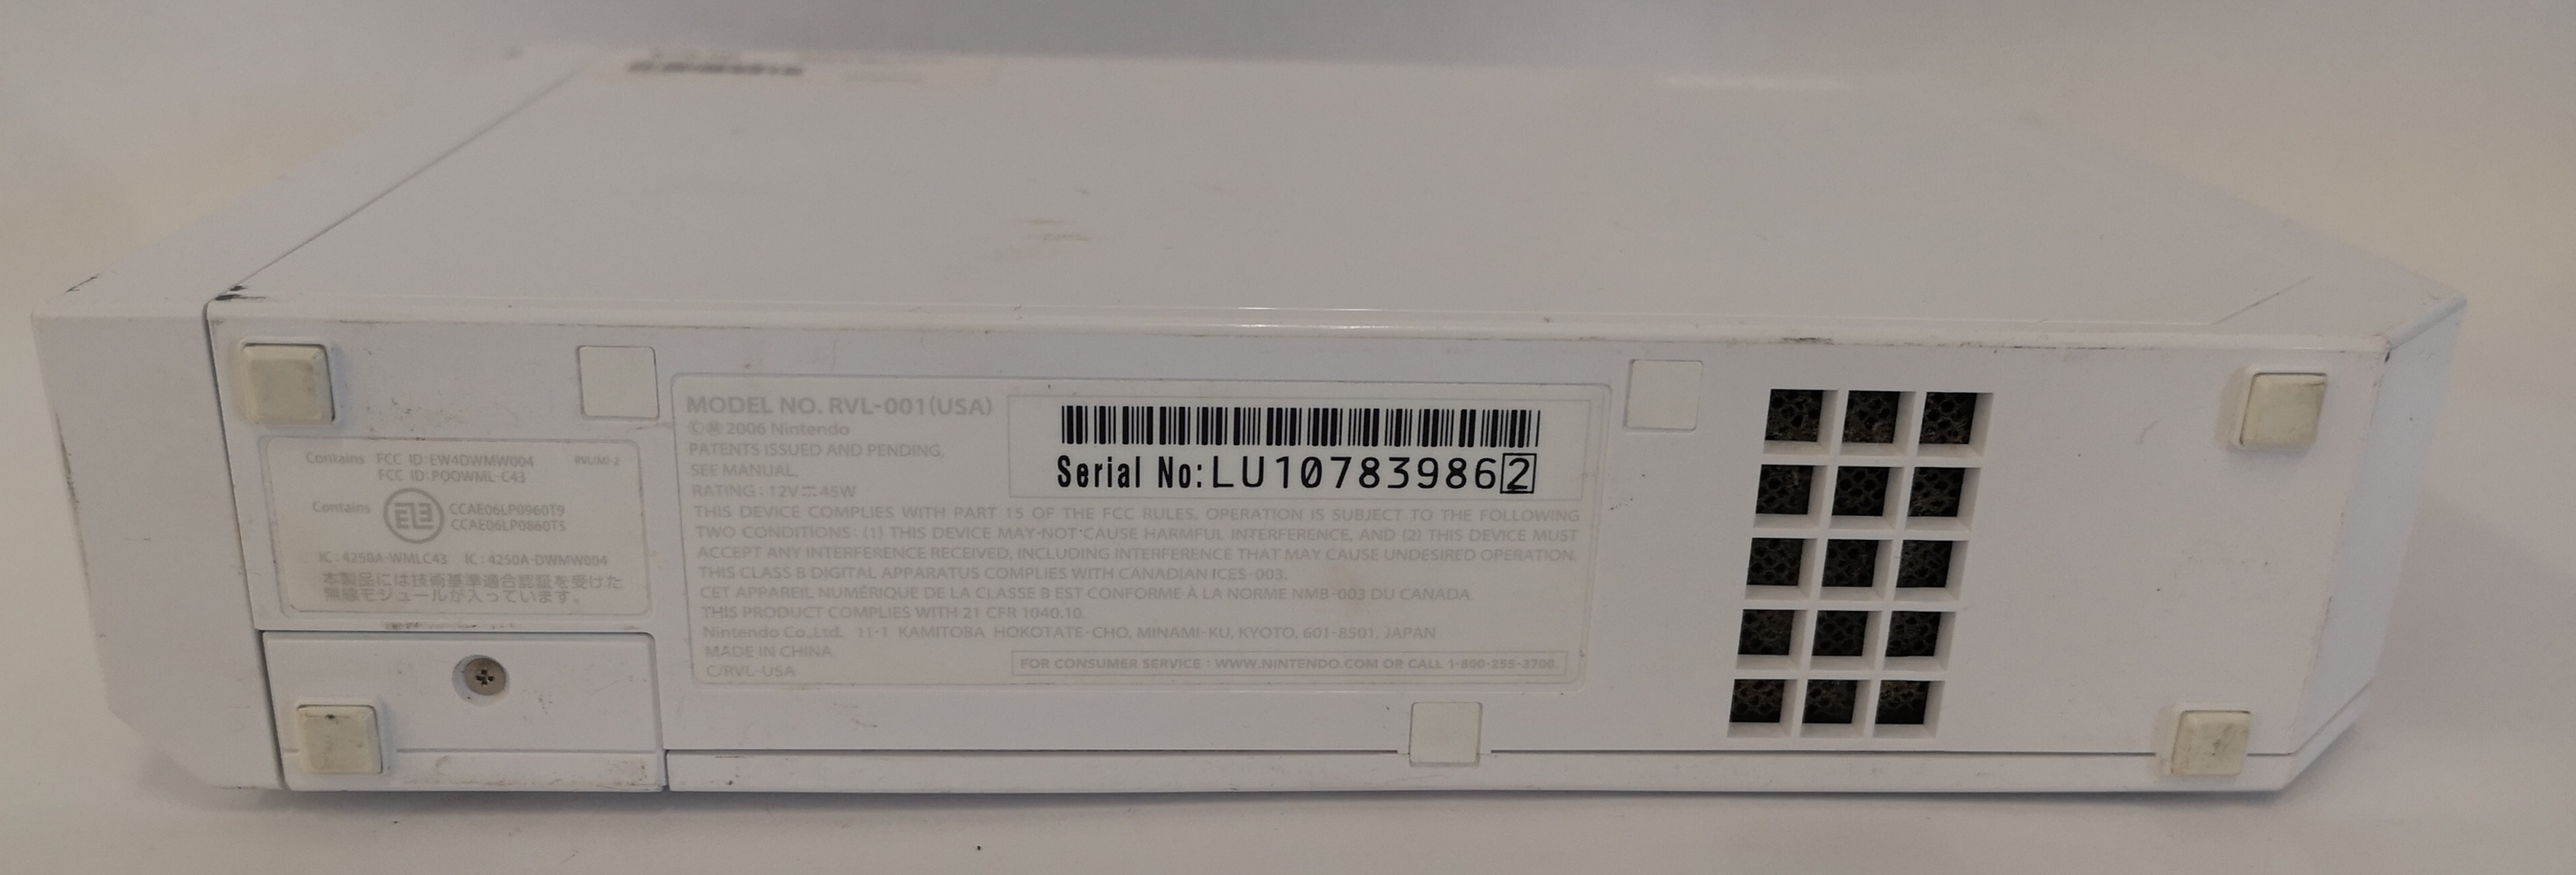 Contains FCC ID:EW4DWMW004 RVL(M)-2
FCC ID:POOWML-C43
Contains CCAE06LP0960T9
CCAE06LP0860T5
IC : 4250A-WMLC43 IC : 4250A-DWMW004
本製品には技術基準適合認証を受けた
無線モジュールが入っています。
MODEL NO. RVL-001(USA)
©Ⓜ 2006 Nintendo
PATENTS ISSUED AND PENDING,
SEE MANUAL.
RATING : 12V⎓45W
Serial No:LU107839862
THIS DEVICE COMPLIES WITH PART 15 OF THE FCC RULES. OPERATION IS SUBJECT TO THE FOLLOWING
TWO CONDITIONS: (1) THIS DEVICE MAY NOT CAUSE HARMFUL INTERFERENCE, AND (2) THIS DEVICE MUST
ACCEPT ANY INTERFERENCE RECEIVED, INCLUDING INTERFERENCE THAT MAY CAUSE UNDESIRED OPERATION.
THIS CLASS B DIGITAL APPARATUS COMPLIES WITH CANADIAN ICES-003.
CET APPAREIL NUMÉRIQUE DE LA CLASSE B EST CONFORME À LA NORME NMB-003 DU CANADA.
THIS PRODUCT COMPLIES WITH 21 CFR 1040.10.
Nintendo Co.,Ltd. 11-1 KAMITOBA HOKOTATE-CHO, MINAMI-KU, KYOTO, 601-8501, JAPAN
MADE IN CHINA
C/RVL-USA
FOR CONSUMER SERVICE : WWW.NINTENDO.COM OR CALL 1-800-255-3700.